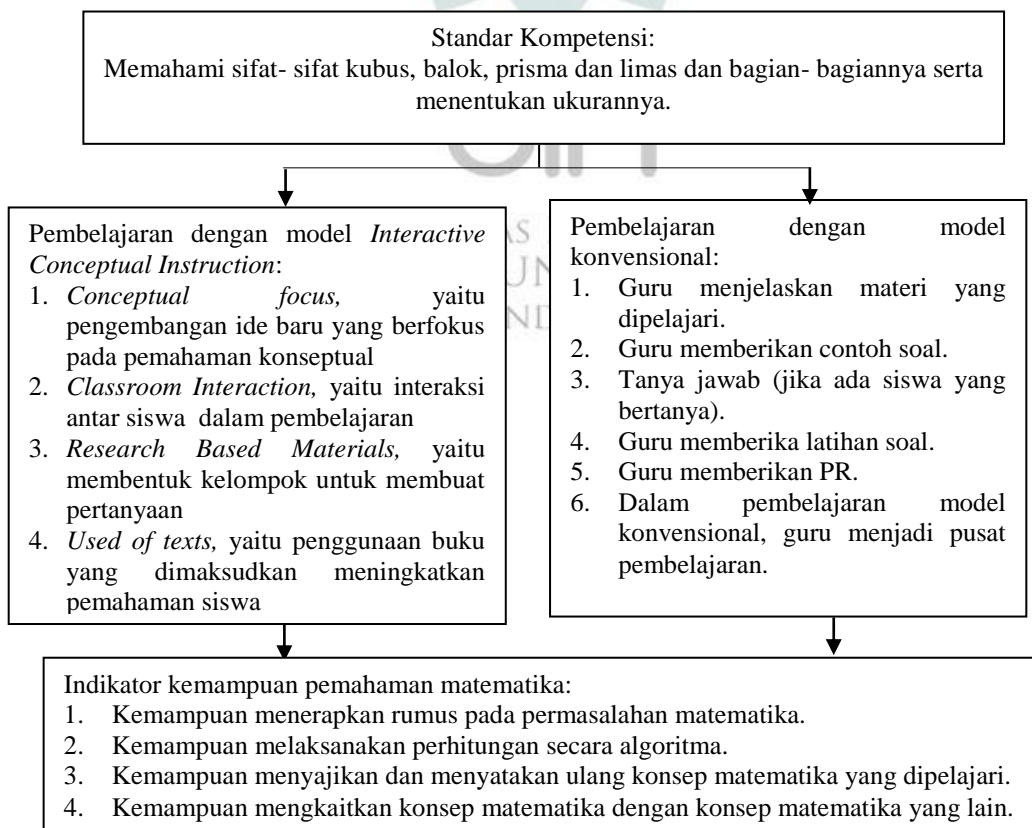 Standar Kompetensi:
Memahami sifat- sifat kubus, balok, prisma dan limas dan bagian- bagiannya serta
menentukan ukurannya.
Pembelajaran dengan model Interactive
Conceptual Instruction:
1. Conceptual focus, yaitu
pengembangan ide baru yang berfokus
pada pemahaman konseptual
2. Classroom Interaction, yaitu interaksi
antar siswa dalam pembelajaran
3. Research Based Materials, yaitu
membentuk kelompok untuk membuat
pertanyaan
4. Used of texts, yaitu penggunaan buku
yang dimaksudkan meningkatkan
pemahaman siswa
Pembelajaran dengan model
konvensional:
1. Guru menjelaskan materi yang
dipelajari.
2. Guru memberikan contoh soal.
3. Tanya jawab (jika ada siswa yang
bertanya).
4. Guru memberika latihan soal.
5. Guru memberikan PR.
6. Dalam pembelajaran model
konvensional, guru menjadi pusat
pembelajaran.
Indikator kemampuan pemahaman matematika:
1. Kemampuan menerapkan rumus pada permasalahan matematika.
2. Kemampuan melaksanakan perhitungan secara algoritma.
3. Kemampuan menyajikan dan menyatakan ulang konsep matematika yang dipelajari.
4. Kemampuan mengkaitkan konsep matematika dengan konsep matematika yang lain.